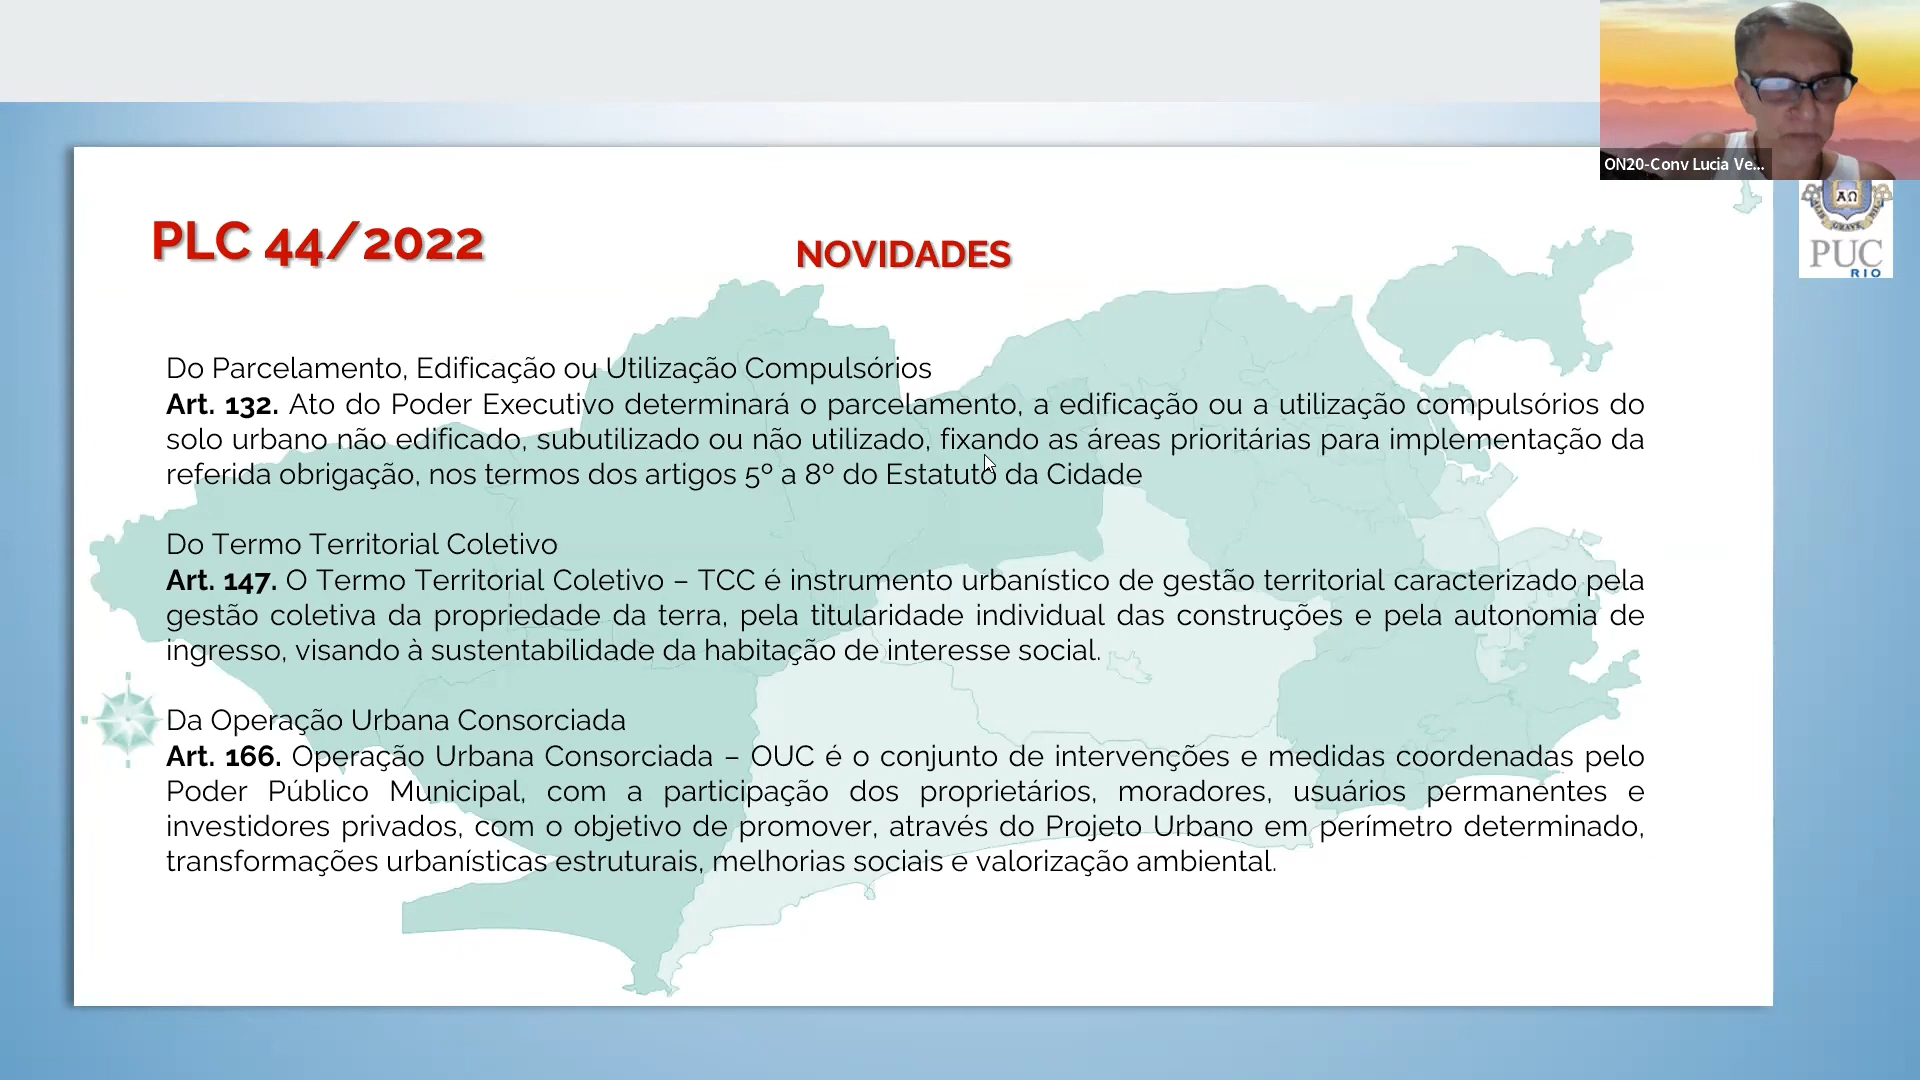 ON20-Conv Lucia Ve...
ΑΩ
GRAVE
PUC
RIO
PLC 44/2022
NOVIDADES
Do Parcelamento, Edificação ou Utilização Compulsórios
Art. 132. Ato do Poder Executivo determinará o parcelamento, a edificação ou a utilização compulsórios do
solo urbano não edificado, subutilizado ou não utilizado, fixando as áreas prioritárias para implementação da
referida obrigação, nos termos dos artigos 5º a 8º do Estatuto da Cidade
Do Termo Territorial Coletivo
Art. 147. O Termo Territorial Coletivo – TCC é instrumento urbanístico de gestão territorial caracterizado pela
gestão coletiva da propriedade da terra, pela titularidade individual das construções e pela autonomia de
ingresso, visando à sustentabilidade da habitação de interesse social.
Da Operação Urbana Consorciada
Art. 166. Operação Urbana Consorciada – OUC é o conjunto de intervenções e medidas coordenadas pelo
Poder Público Municipal, com a participação dos proprietários, moradores, usuários permanentes e
investidores privados, com o objetivo de promover, através do Projeto Urbano em perímetro determinado,
transformações urbanísticas estruturais, melhorias sociais e valorização ambiental.